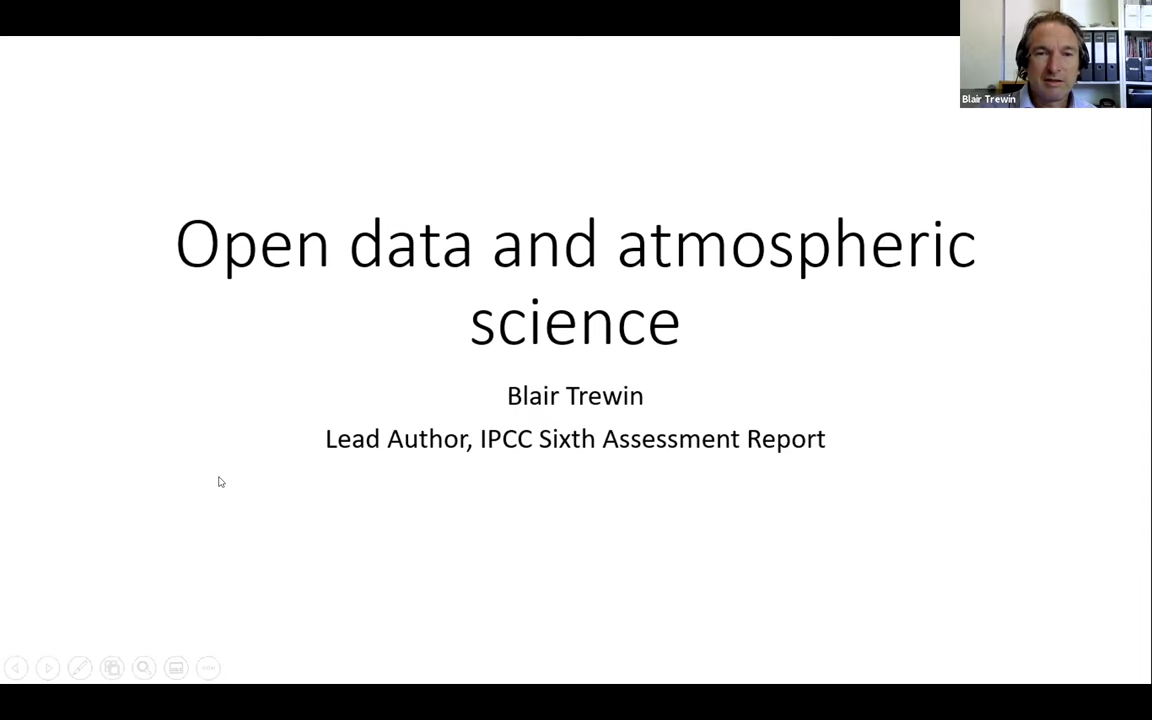 Blair Trewin
Open data and atmospheric
science
Blair Trewin
Lead Author, IPCC Sixth Assessment Report